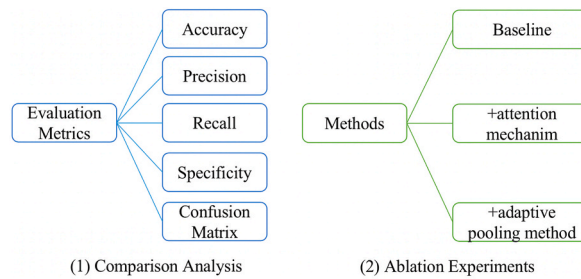 Accuracy
Precision
Evaluation
Metrics
Recall
Specificity
Confusion
Matrix
(1) Comparison Analysis
Baseline
Methods
+attention
mechanim
+adaptive
pooling method
(2) Ablation Experiments